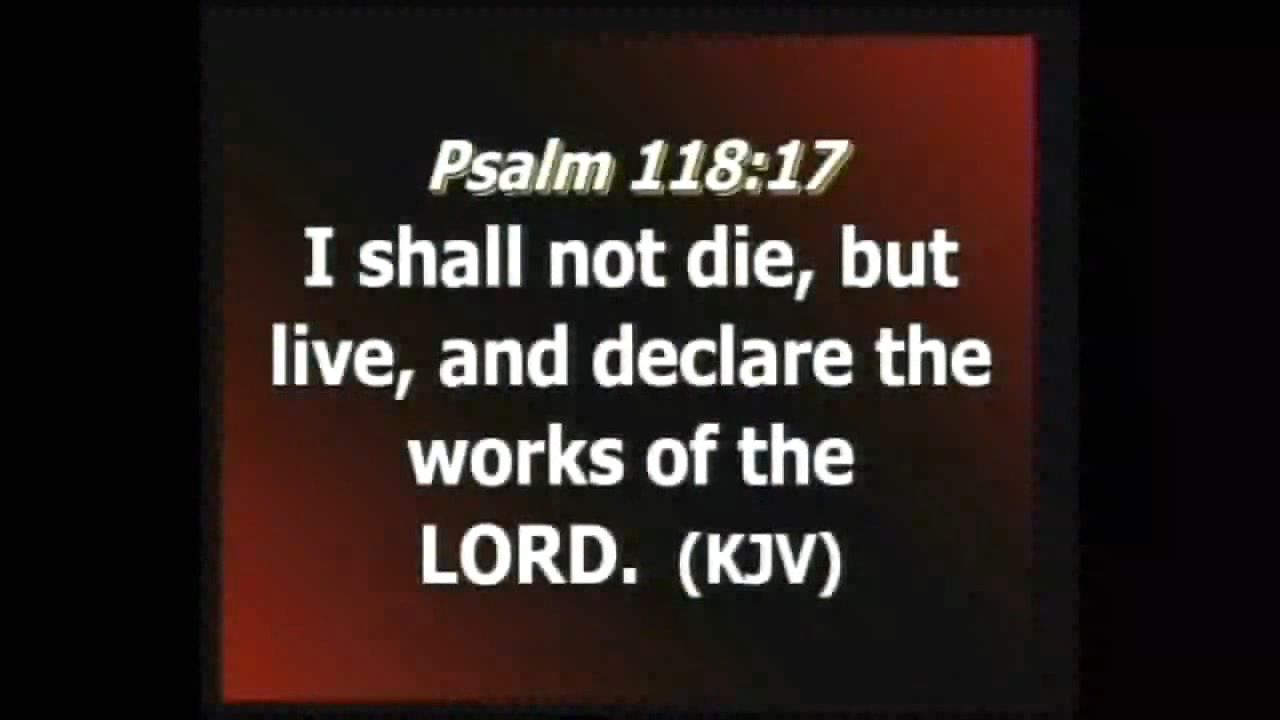 Psalm 118:17
I shall not die, but
live, and declare the
works of the
LORD. (KJV)